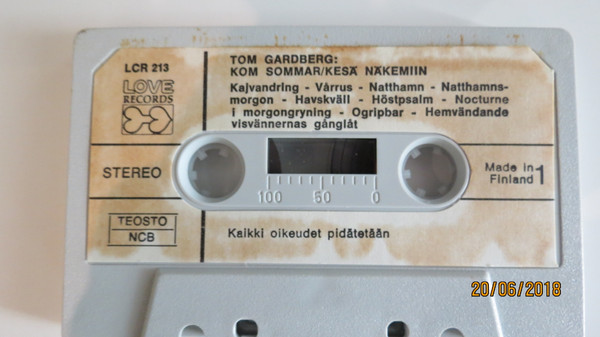 LCR 213
LOVE
RECORDS
TOM GARDBERG:
KOM SOMMAR/KESÄ NÄKEMIIN
Kajvandring - Vårrus - Natthamn - Natthamns-
morgon - Havskväll - Höstpsalm - Nocturne
i morgongryning - Ogripbar - Hemvändande
visvännernas gånglåt
STEREO
100 50 0
Made in
Finland 1
TEOSTO
NCB
Kaikki oikeudet pidätetään
20/06/2018